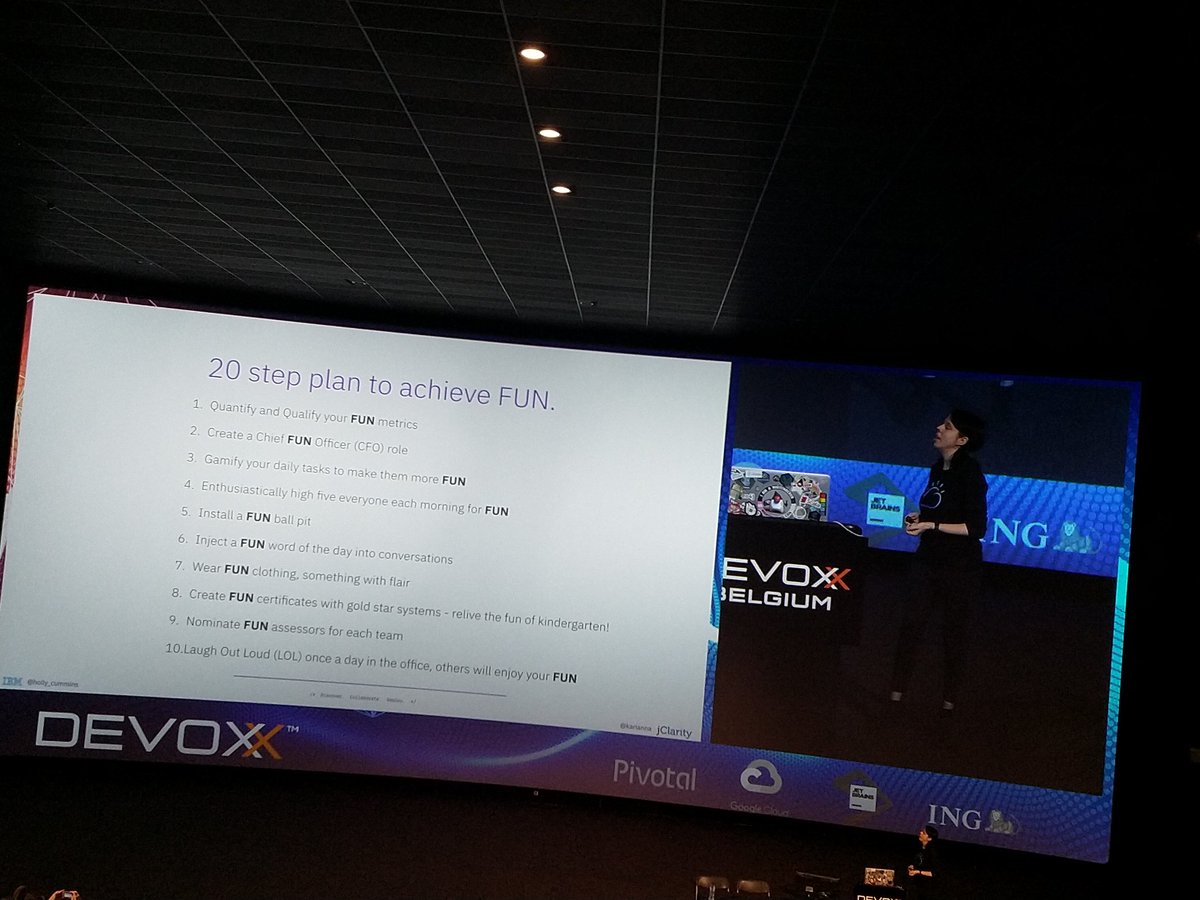 20 step plan to achieve FUN.
1. Quantify and Qualify your FUN metrics
2. Create a Chief FUN Officer (CFO) role
3. Gamify your daily tasks to make them more FUN
4. Enthusiastically high five everyone each morning for FUN
5. Install a FUN ball pit
6. Inject a FUN word of the day into conversations
7. Wear FUN clothing, something with flair
8. Create FUN certificates with gold star systems - relive the fun of kindergarten!
9. Nominate FUN assessors for each team
10.Laugh Out Loud (LOL) once a day in the office, others will enjoy your FUN
IBM @holly_cummins
@karianna jClarity
JET
BRAINS
ING
EVOXX
BELGIUM
DEVOXX™
Pivotal
Google Cloud
JET
BRAINS
ING
DEVOXX